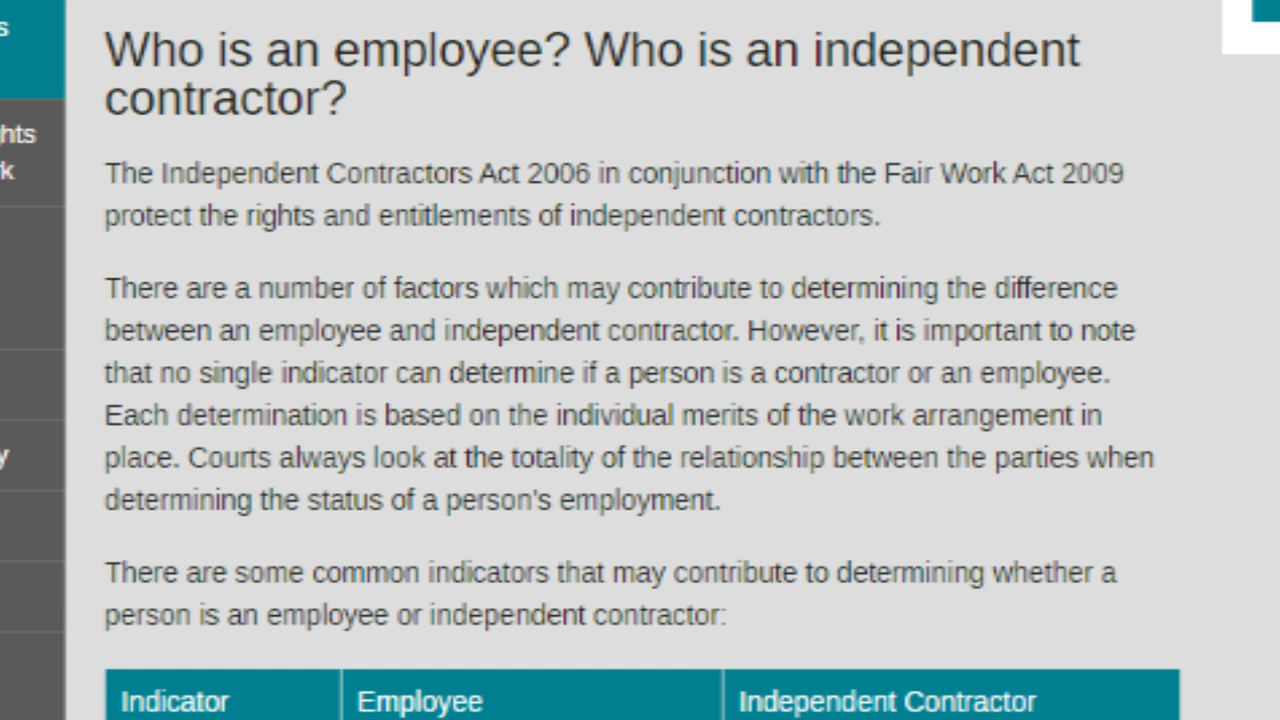 Who is an employee? Who is an independent
contractor?
The Independent Contractors Act 2006 in conjunction with the Fair Work Act 2009
protect the rights and entitlements of independent contractors.
There are a number of factors which may contribute to determining the difference
between an employee and independent contractor. However, it is important to note
that no single indicator can determine if a person is a contractor or an employee.
Each determination is based on the individual merits of the work arrangement in
place. Courts always look at the totality of the relationship between the parties when
determining the status of a person's employment.
There are some common indicators that may contribute to determining whether a
person is an employee or independent contractor:
Indicator Employee Independent Contractor